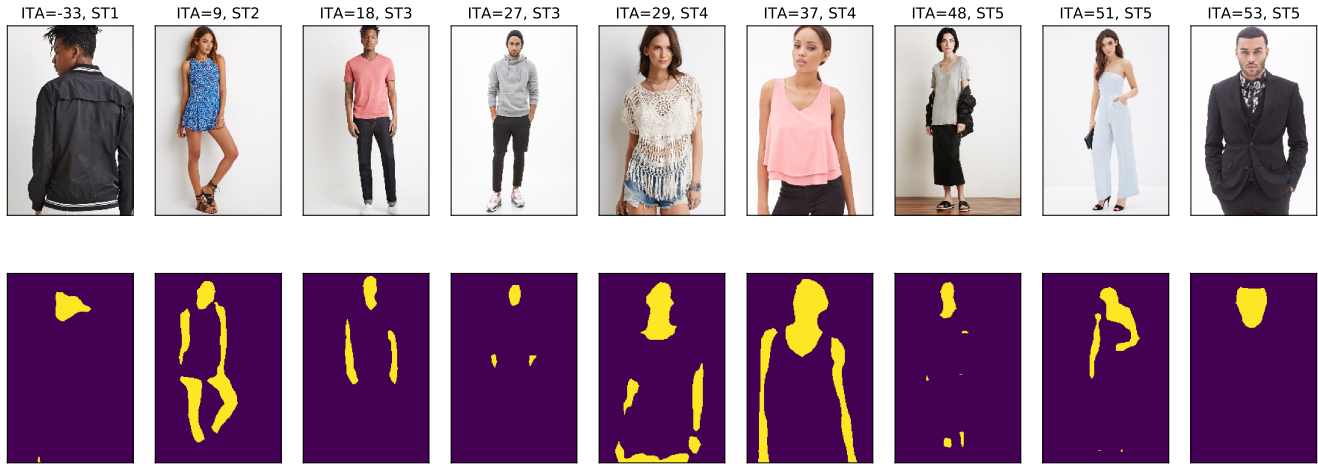 ITA=-33, ST1
ITA=9, ST2
ITA=18, ST3
ITA=27, ST3
ITA=29, ST4
ITA=37, ST4
ITA=48, ST5
ITA=51, ST5
ITA=53, ST5